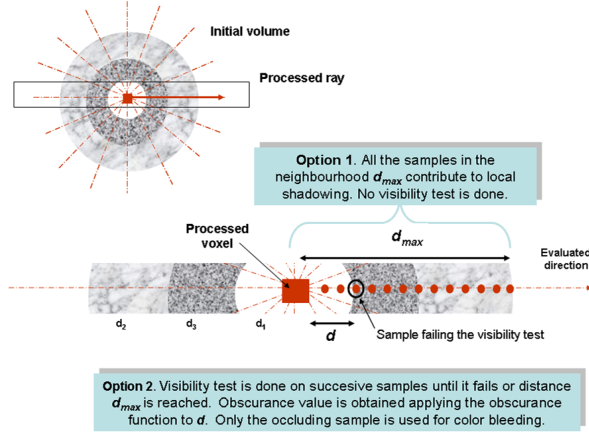 Initial volume
Processed ray
Option 1. All the samples in the
neighbourhood dmax contribute to local
shadowing. No visibility test is done.
Processed
voxel
dmax
Evaluated
direction
d2
d3
d1
d
Sample failing the visibility test
Option 2. Visibility test is done on succesive samples until it fails or distance
dmax is reached. Obscurance value is obtained applying the obscurance
function to d. Only the occluding sample is used for color bleeding.